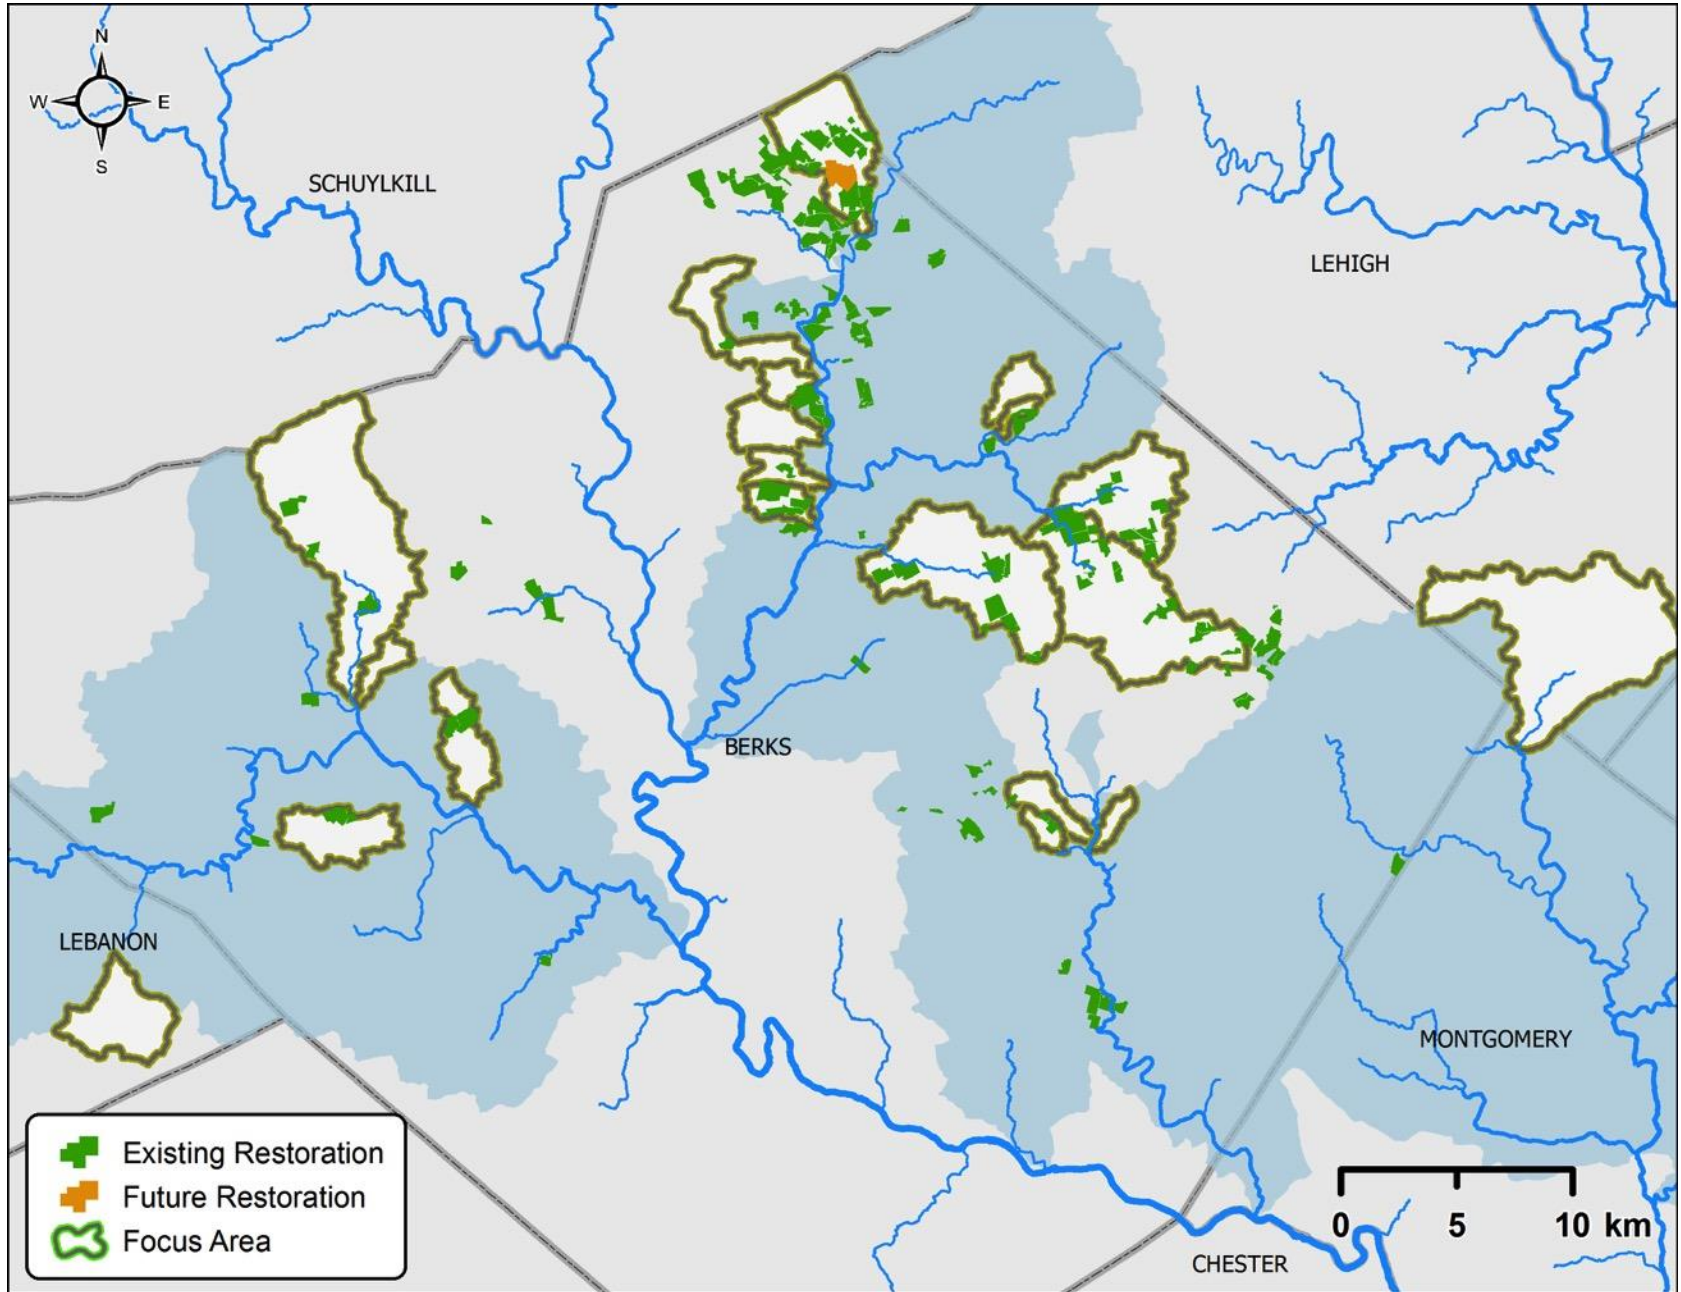 N
W E
S
SCHUYLKILL
LEHIGH
BERKS
LEBANON
MONTGOMERY
CHESTER
Existing Restoration
Future Restoration
Focus Area
0 5 10 km